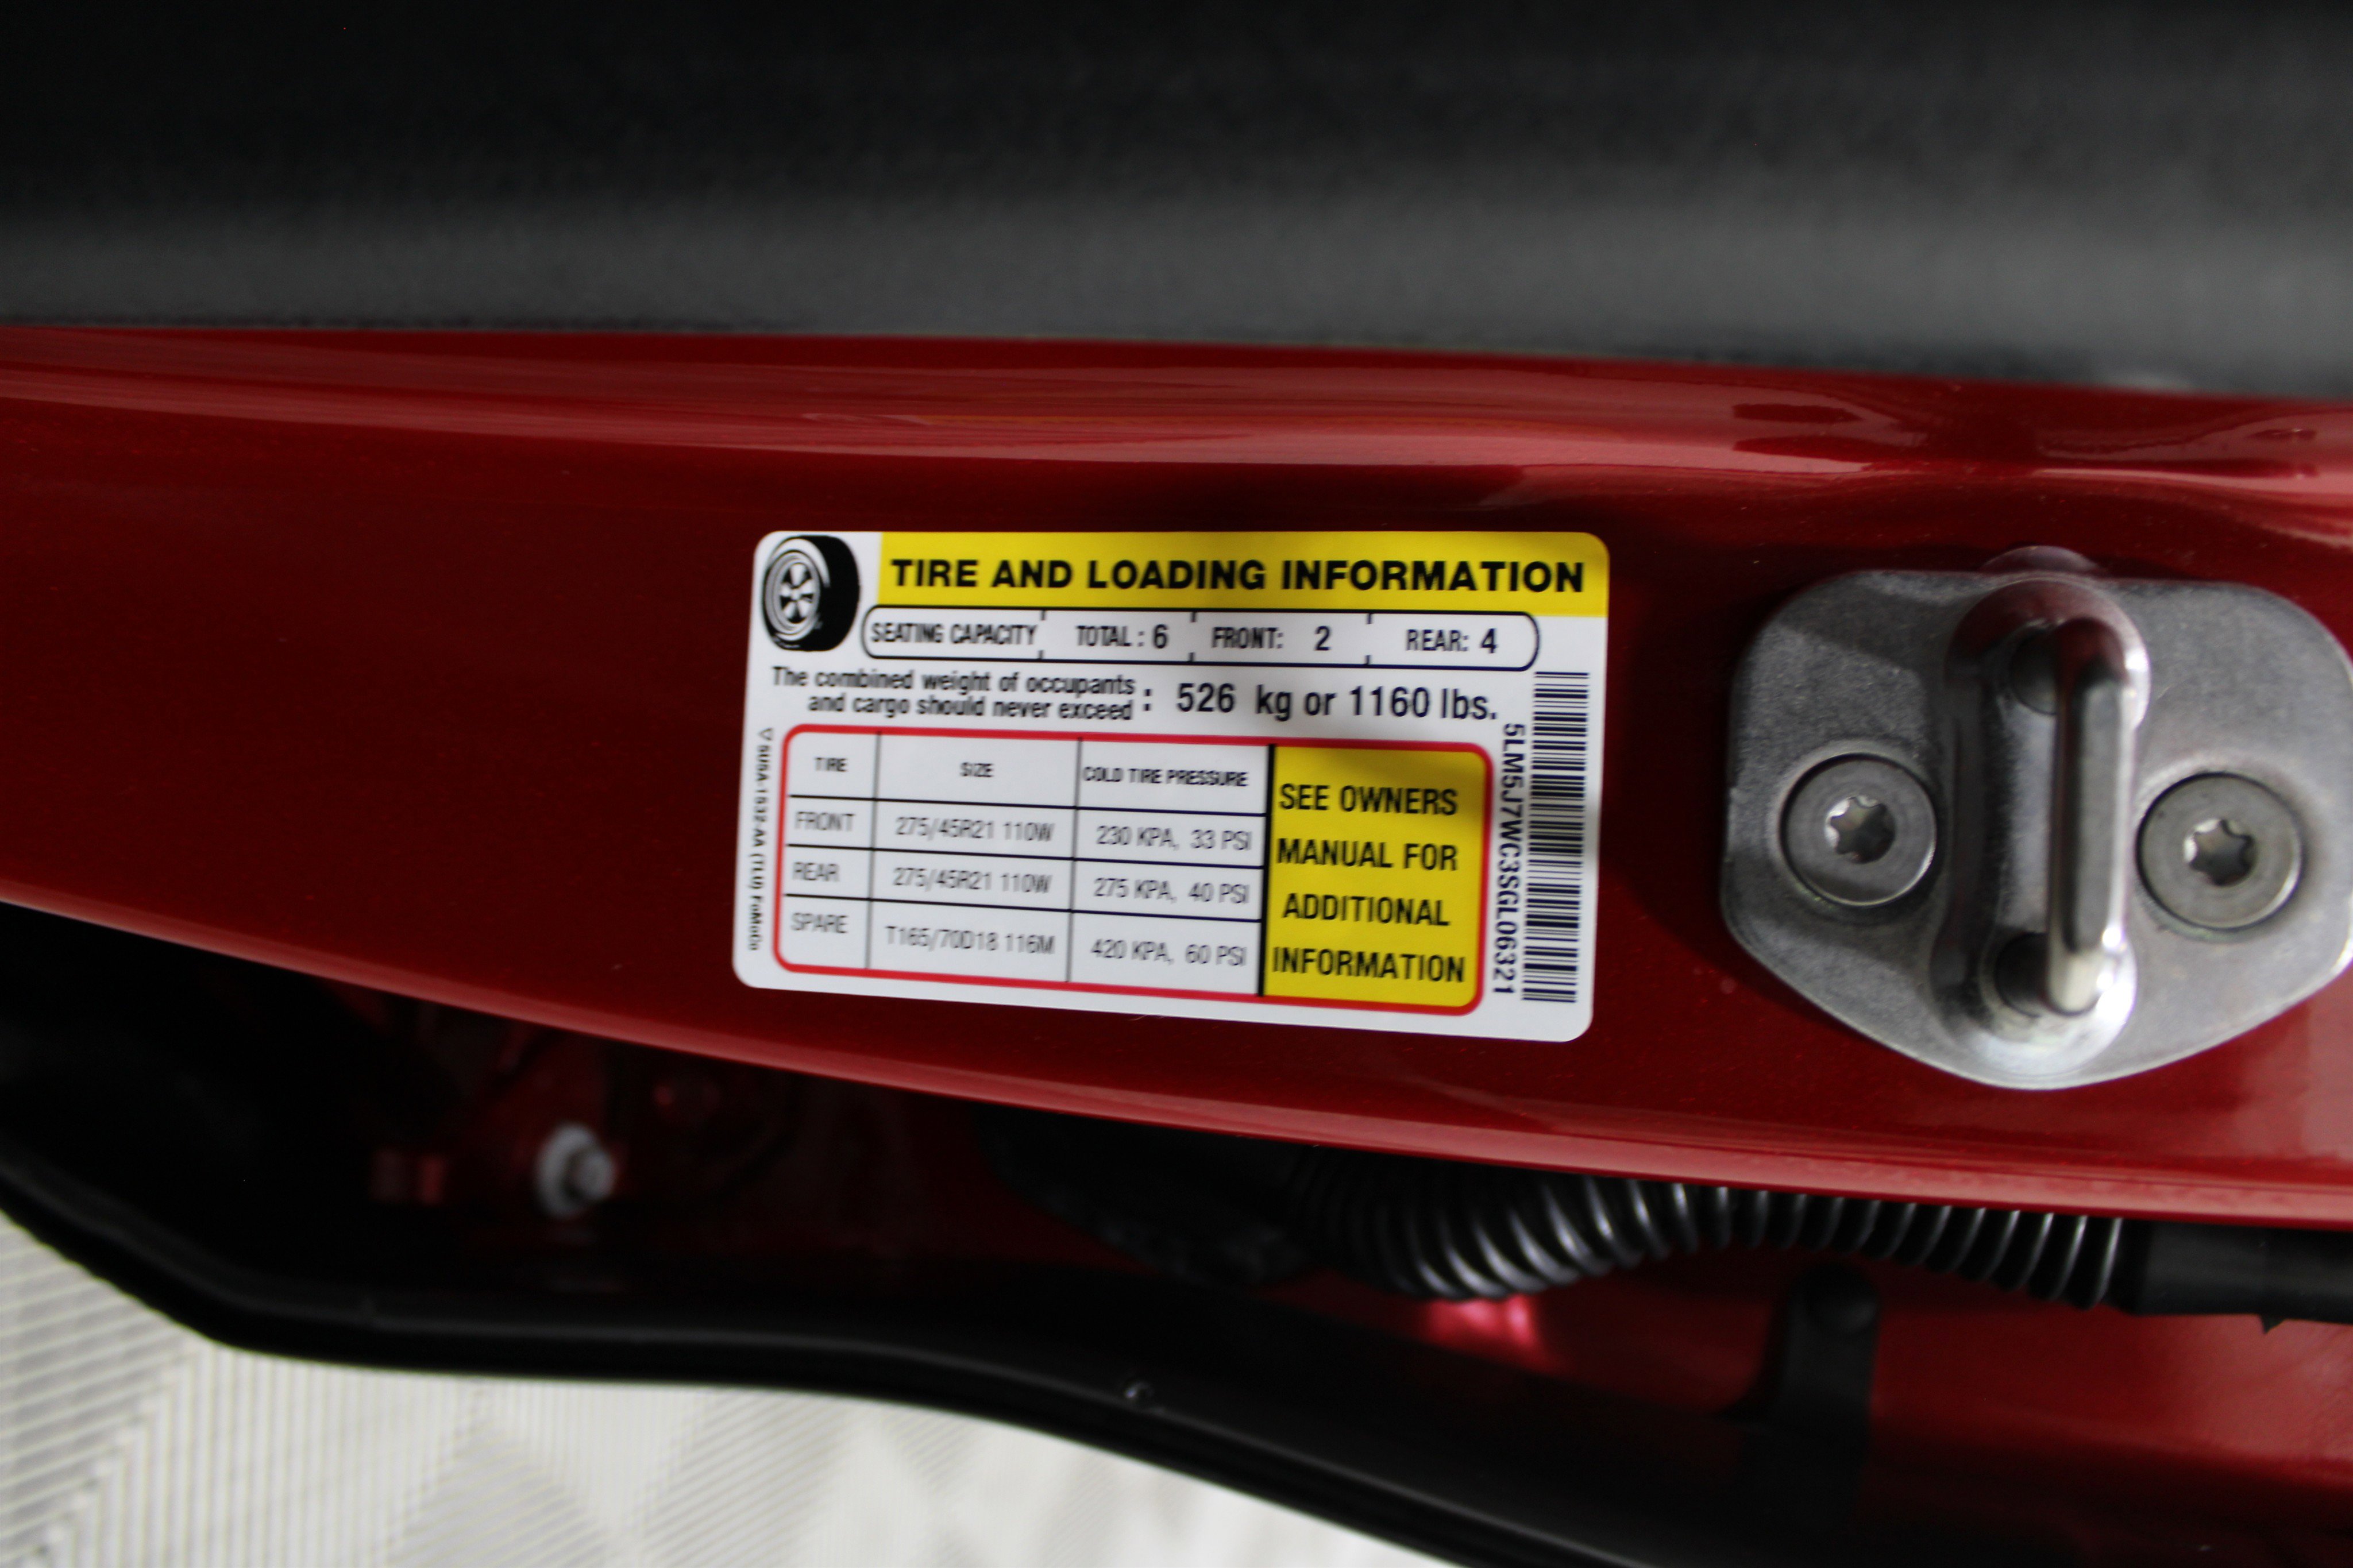 TIRE AND LOADING INFORMATION
SEATING CAPACITY TOTAL : 6 FRONT: 2 REAR: 4
The combined weight of occupants
and cargo should never exceed : 526 kg or 1160 lbs.
TIRE SIZE COLD TIRE PRESSURE
FRONT 275/45R21 110W 230 KPA, 33 PSI
REAR 275/45R21 110W 275 KPA, 40 PSI
SPARE T165/70D18 116M 420 KPA, 60 PSI
SEE OWNERS
MANUAL FOR
ADDITIONAL
INFORMATION
5LM5J7WC3SGL06321